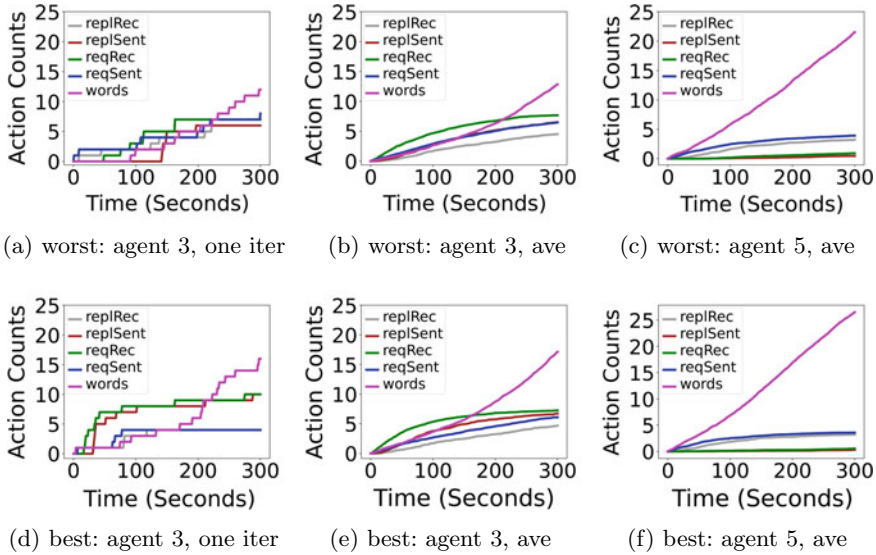 25
20
15
10
5
0
Action Counts
replRec
replSent
reqRec
reqSent
words
0 100 200 300
Time (Seconds)
(a) worst: agent 3, one iter
25
20
15
10
5
0
Action Counts
replRec
replSent
reqRec
reqSent
words
0 100 200 300
Time (Seconds)
(b) worst: agent 3, ave
25
20
15
10
5
0
Action Counts
replRec
replSent
reqRec
reqSent
words
0 100 200 300
Time (Seconds)
(c) worst: agent 5, ave
25
20
15
10
5
0
Action Counts
replRec
replSent
reqRec
reqSent
words
0 100 200 300
Time (Seconds)
(d) best: agent 3, one iter
25
20
15
10
5
0
Action Counts
replRec
replSent
reqRec
reqSent
words
0 100 200 300
Time (Seconds)
(e) best: agent 3, ave
25
20
15
10
5
0
Action Counts
replRec
replSent
reqRec
reqSent
words
0 100 200 300
Time (Seconds)
(f) best: agent 5, ave